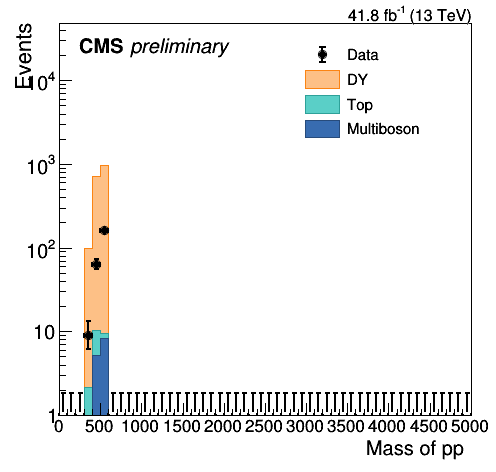 41.8 fb⁻¹ (13 TeV)
CMS preliminary
Events
Data
DY
Top
Multiboson
10⁴
10³
10²
10
1
0 500 1000 1500 2000 2500 3000 3500 4000 4500 5000
Mass of pp